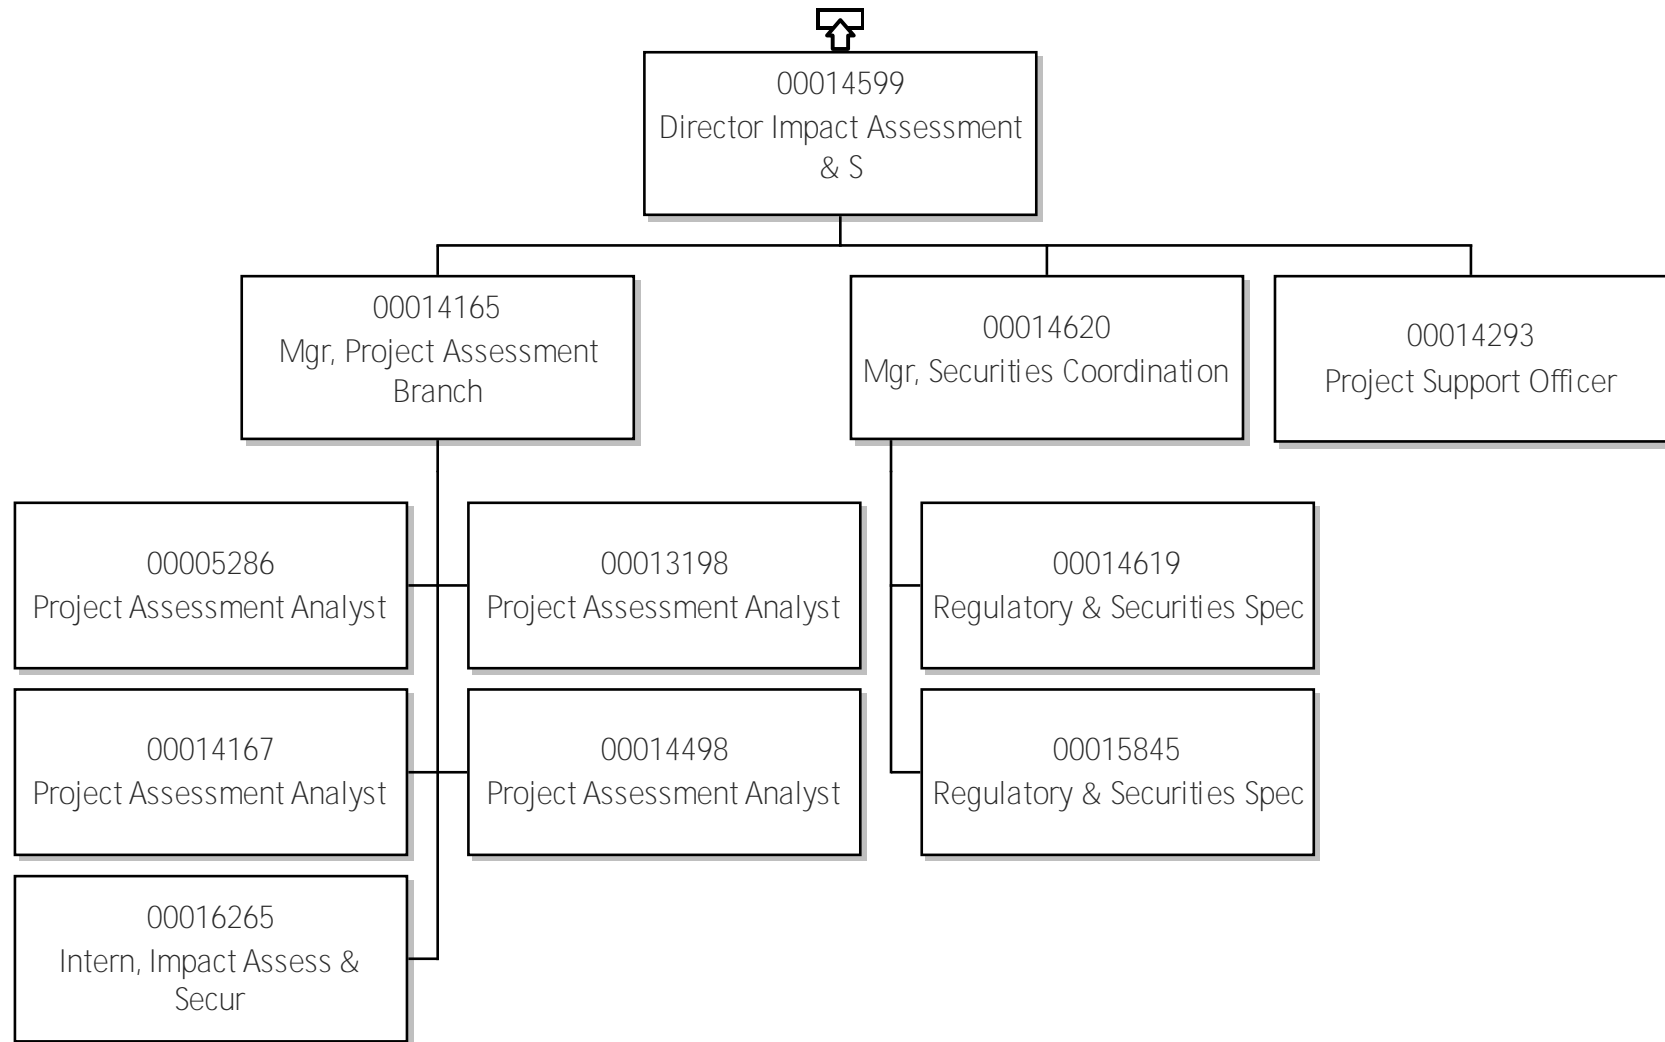 00014599
Director Impact Assessment
& S
00014165
Mgr, Project Assessment
Branch
00014620
Mgr, Securities Coordination
00014293
Project Support Officer
00005286
Project Assessment Analyst
00013198
Project Assessment Analyst
00014619
Regulatory & Securities Spec
00014167
Project Assessment Analyst
00014498
Project Assessment Analyst
00015845
Regulatory & Securities Spec
00016265
Intern, Impact Assess &
Secur